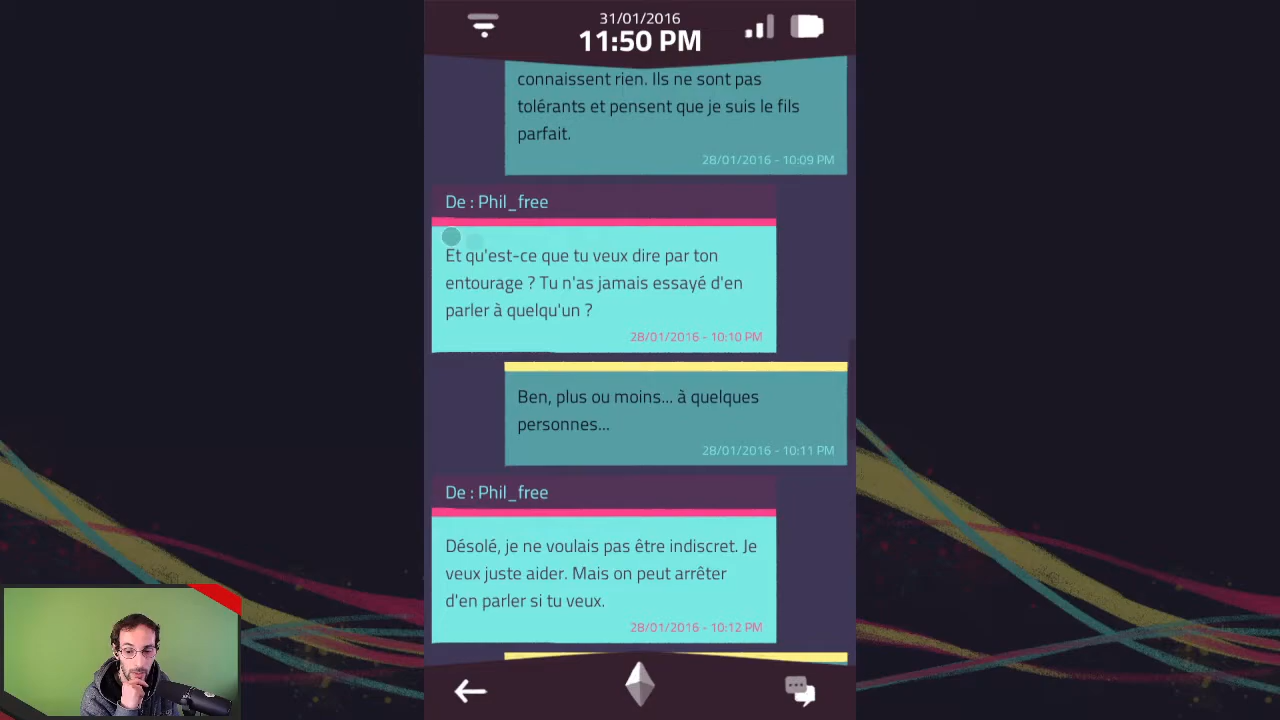 31/01/2016
11:50 PM
connaissent rien. Ils ne sont pas
tolérants et pensent que je suis le fils
parfait.
28/01/2016 - 10:09 PM
De : Phil_free
Et qu'est-ce que tu veux dire par ton
entourage ? Tu n'as jamais essayé d'en
parler à quelqu'un ?
28/01/2016 - 10:10 PM
Ben, plus ou moins... à quelques
personnes...
28/01/2016 - 10:11 PM
De : Phil_free
Désolé, je ne voulais pas être indiscret. Je
veux juste aider. Mais on peut arrêter
d'en parler si tu veux.
28/01/2016 - 10:12 PM